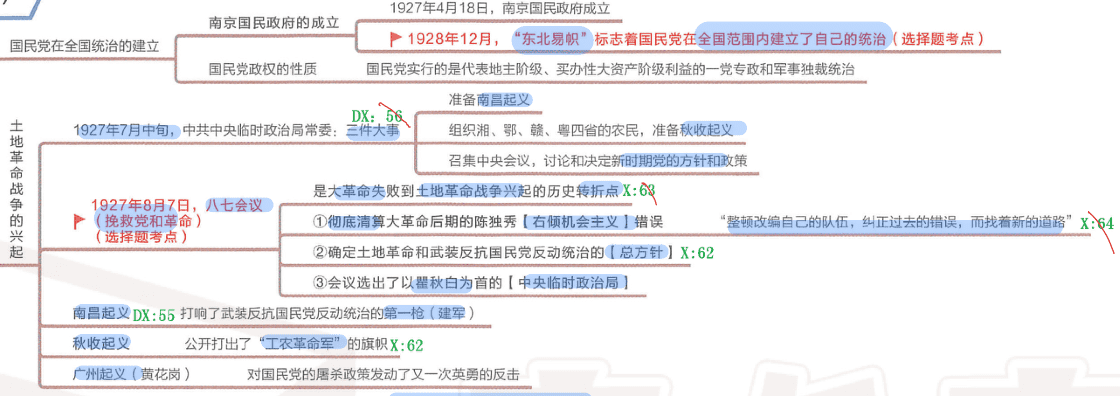 南京国民政府的成立
1927年4月18日，南京国民政府成立
1928年12月，“东北易帜”标志着国民党在全国范围内建立了自己的统治（选择题考点）
国民党在全国统治的建立
国民党政权的性质
国民党实行的是代表地主阶级、买办性大资产阶级利益的一党专政和军事独裁统治
土地革命战争的兴起
1927年7月中旬，中共中央临时政治局常委：三件大事
DX: 56
准备南昌起义
组织湘、鄂、赣、粤四省的农民，准备秋收起义
召集中央会议，讨论和决定新时期党的方针和政策
1927年8月7日，八七会议
（挽救党和革命）
（选择题考点）
是大革命失败到土地革命战争兴起的历史转折点 X:63
①彻底清算大革命后期的陈独秀【右倾机会主义】错误
“整顿改编自己的队伍，纠正过去的错误，而找着新的道路” X:64
②确定土地革命和武装反抗国民党反动统治的【总方针】 X:62
③会议选出了以瞿秋白为首的【中央临时政治局】
南昌起义 DX:55 打响了武装反抗国民党反动统治的第一枪（建军）
秋收起义 公开打出了“工农革命军”的旗帜 X:62
广州起义（黄花岗） 对国民党的屠杀政策发动了又一次英勇的反击